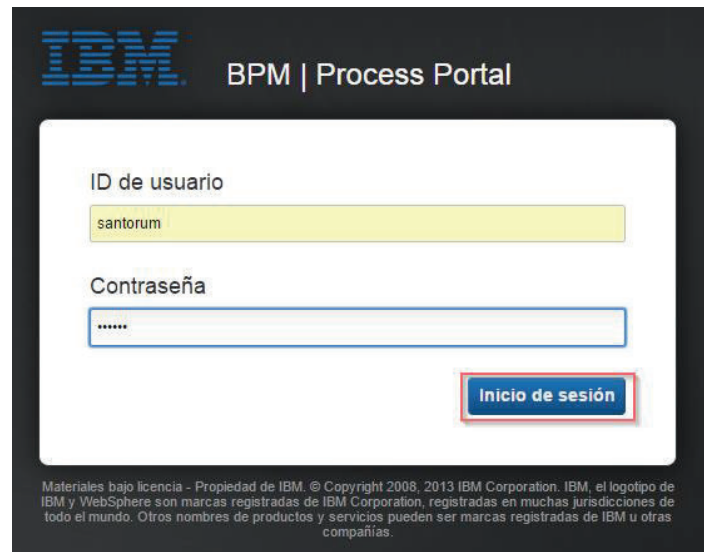 IBM.
BPM | Process Portal
ID de usuario
santorum
Contraseña
••••••
Inicio de sesión
Materiales bajo licencia - Propiedad de IBM. © Copyright 2008, 2013 IBM Corporation. IBM, el logotipo de
IBM y WebSphere son marcas registradas de IBM Corporation, registradas en muchas jurisdicciones de
todo el mundo. Otros nombres de productos y servicios pueden ser marcas registradas de IBM u otras
compañías.